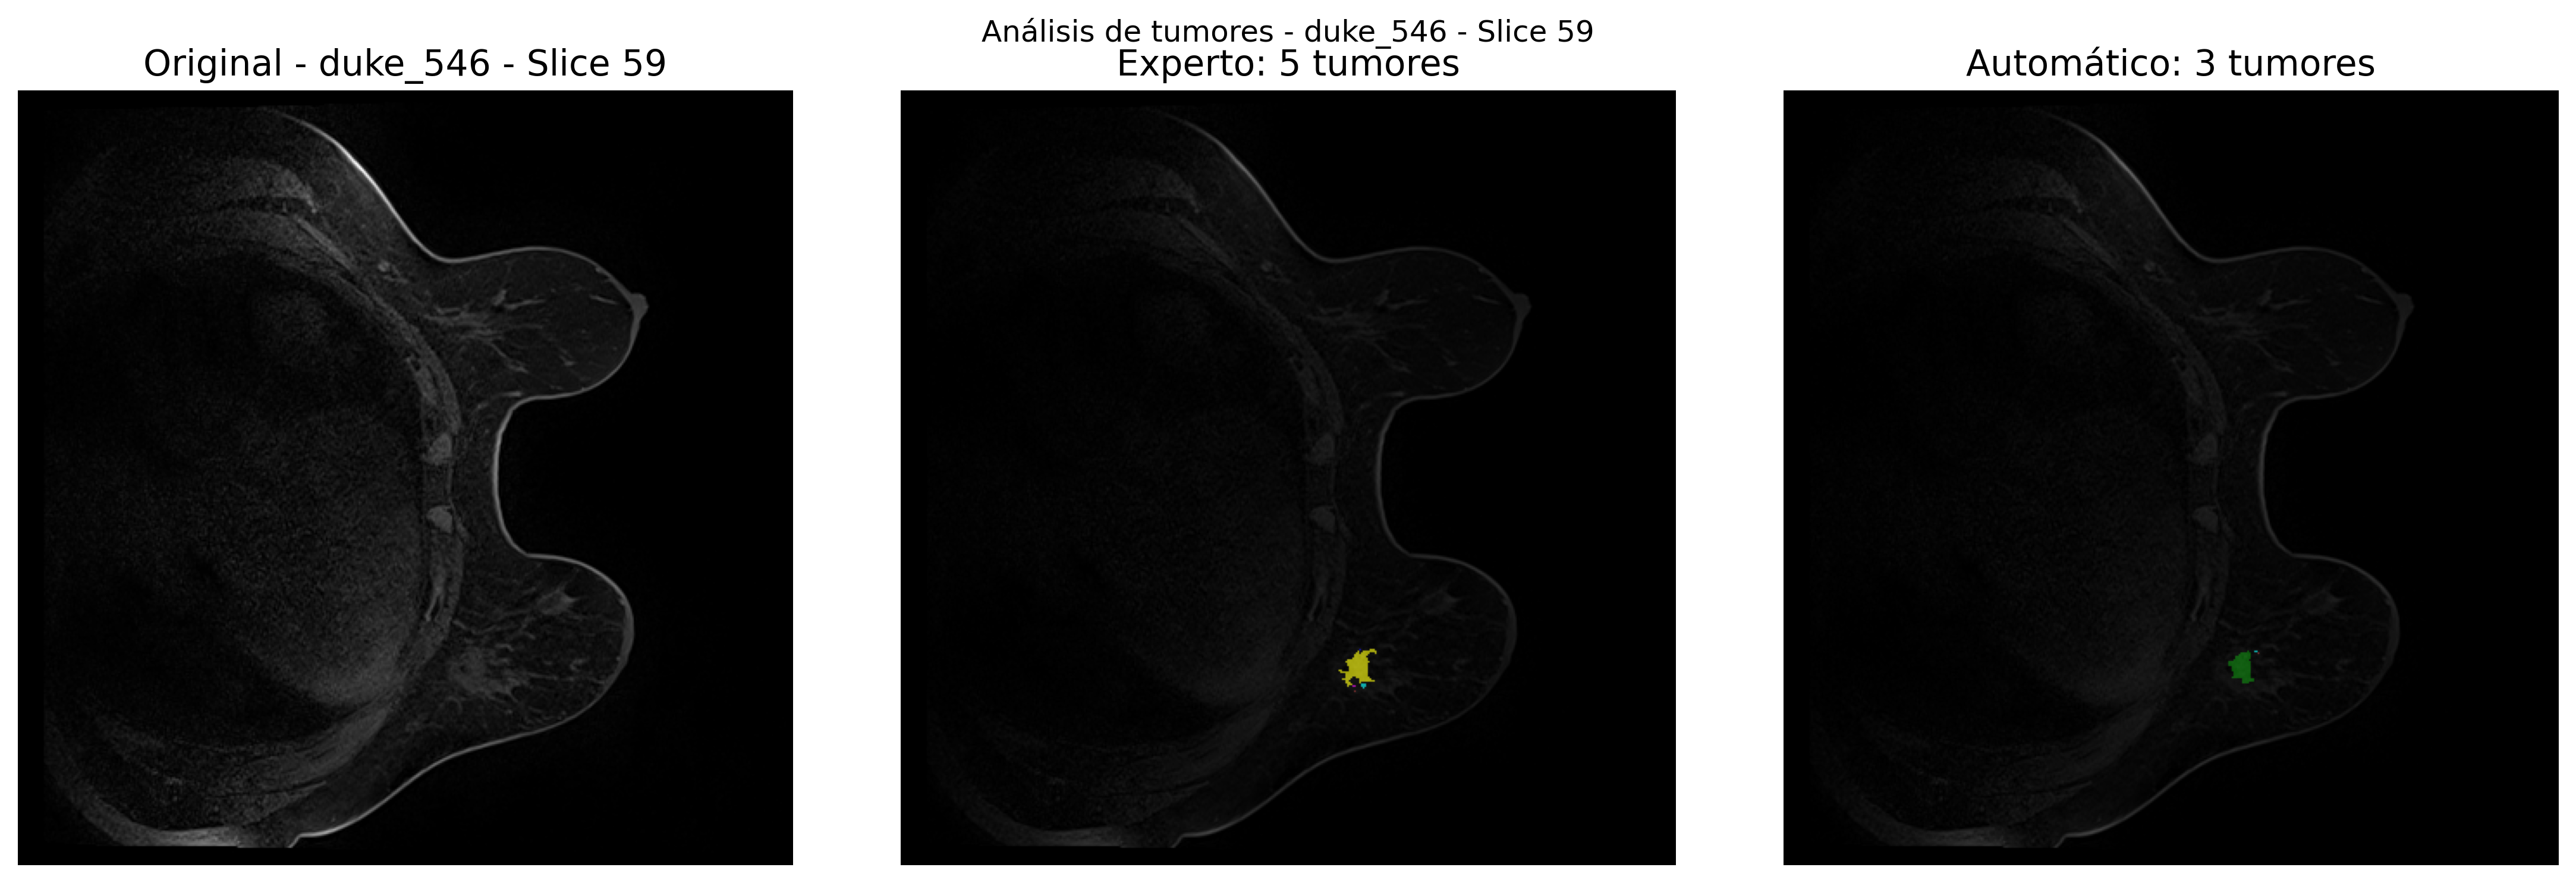 Análisis de tumores - duke_546 - Slice 59
Original - duke_546 - Slice 59
Experto: 5 tumores
Automático: 3 tumores